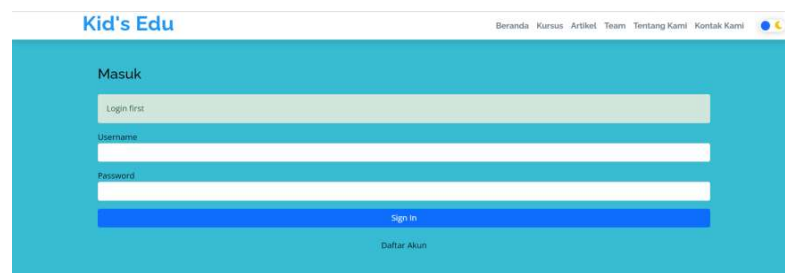 Kid's Edu
Beranda Kursus Artikel Team Tentang Kami Kontak Kami
Masuk
Login first
Username
Password
Sign In
Daftar Akun